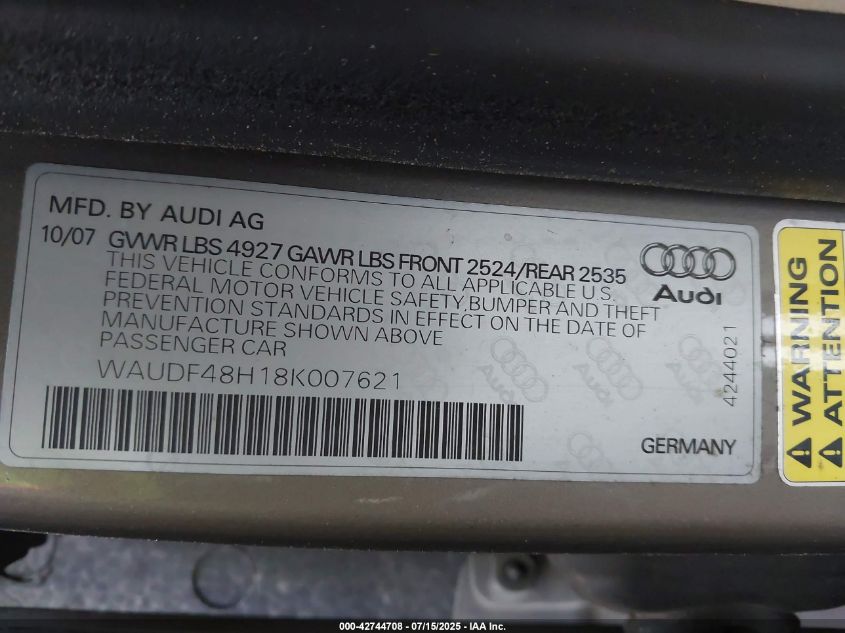 MFD. BY AUDI AG
10/07 GVWR LBS 4927 GAWR LBS FRONT 2524/REAR 2535
THIS VEHICLE CONFORMS TO ALL APPLICABLE U.S.
FEDERAL MOTOR VEHICLE SAFETY, BUMPER AND THEFT
PREVENTION STANDARDS IN EFFECT ON THE DATE OF
MANUFACTURE SHOWN ABOVE
PASSENGER CAR
WAUDF48H18K007621
Audi
4244021
GERMANY
WARNING
ATTENTION
000-42744708 - 07/15/2025 - IAA Inc.